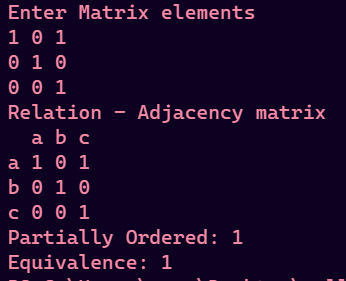 Enter Matrix elements
1 0 1
0 1 0
0 0 1
Relation - Adjacency matrix
  a b c
a 1 0 1
b 0 1 0
c 0 0 1
Partially Ordered: 1
Equivalence: 1